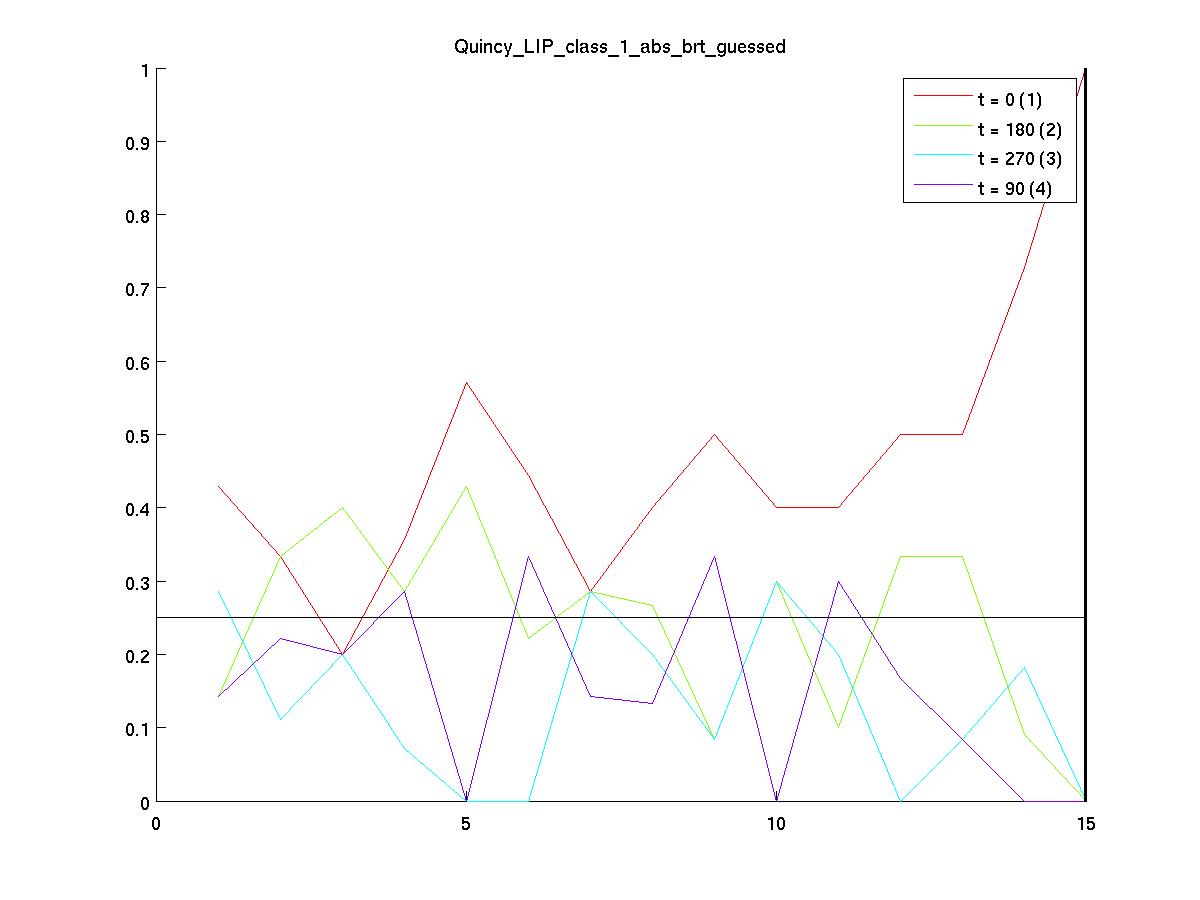 Quincy_LIP_class_1_abs_brt_guessed
1
0.9
0.8
0.7
0.6
0.5
0.4
0.3
0.2
0.1
0
t = 0 (1)
t = 180 (2)
t = 270 (3)
t = 90 (4)
0 5 10 15